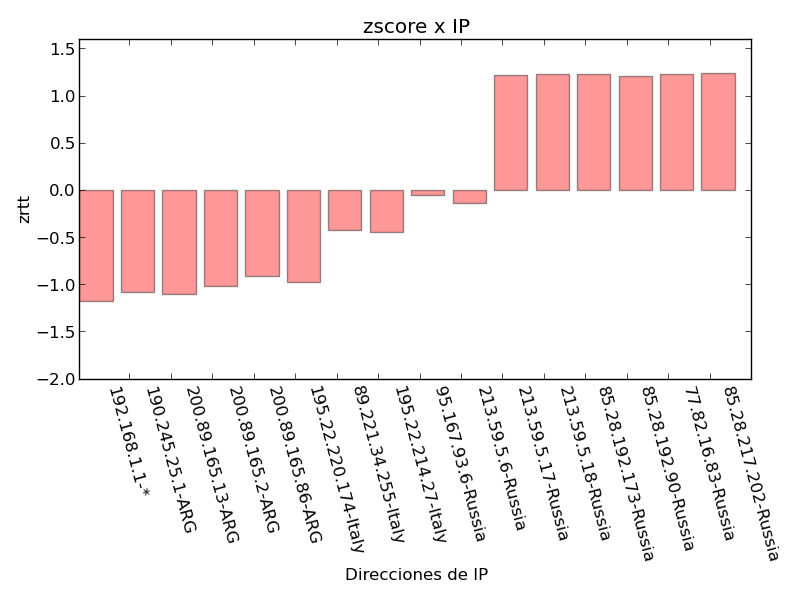 zscore x IP
1.5
1.0
0.5
0.0
−0.5
−1.0
−1.5
−2.0
zrtt
192.168.1.1-*
190.245.25.1-ARG
200.89.165.13-ARG
200.89.165.2-ARG
200.89.165.86-ARG
195.22.220.174-Italy
89.221.34.255-Italy
195.22.214.27-Italy
95.167.93.6-Russia
213.59.5.6-Russia
213.59.5.17-Russia
213.59.5.18-Russia
85.28.192.173-Russia
85.28.192.90-Russia
77.82.16.83-Russia
85.28.217.202-Russia
Direcciones de IP